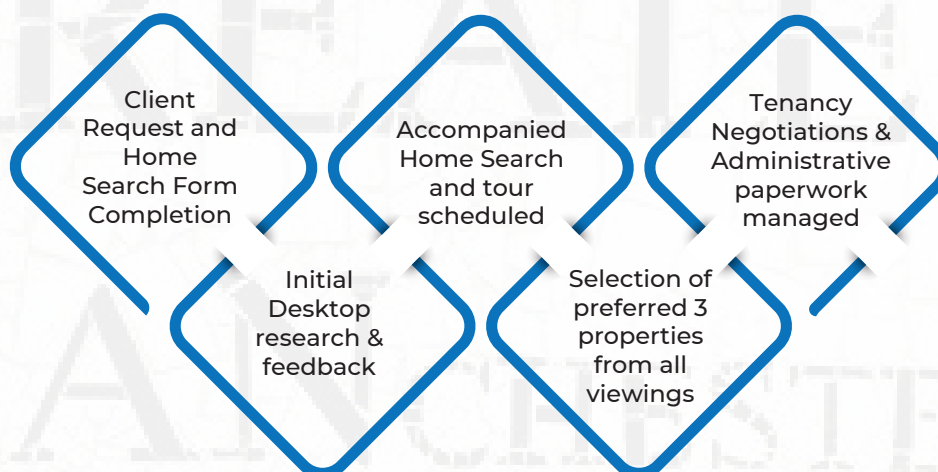 Client
Request and
Home
Search Form
Completion
Initial
Desktop
research &
feedback
Accompanied
Home Search
and tour
scheduled
Selection of
preferred 3
properties
from all
viewings
Tenancy
Negotiations &
Administrative
paperwork
managed